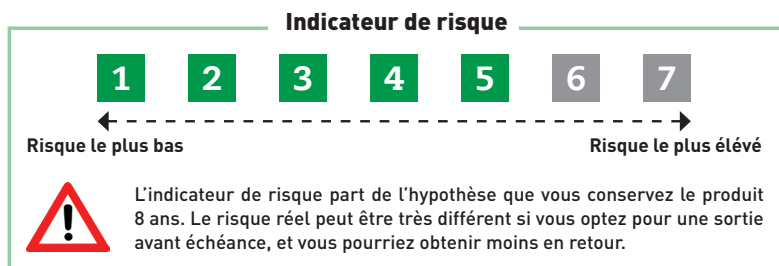 Indicateur de risque
1 2 3 4 5 6 7
Risque le plus bas Risque le plus élévé
L'indicateur de risque part de l'hypothèse que vous conservez le produit
8 ans. Le risque réel peut être très différent si vous optez pour une sortie
avant échéance, et vous pourriez obtenir moins en retour.